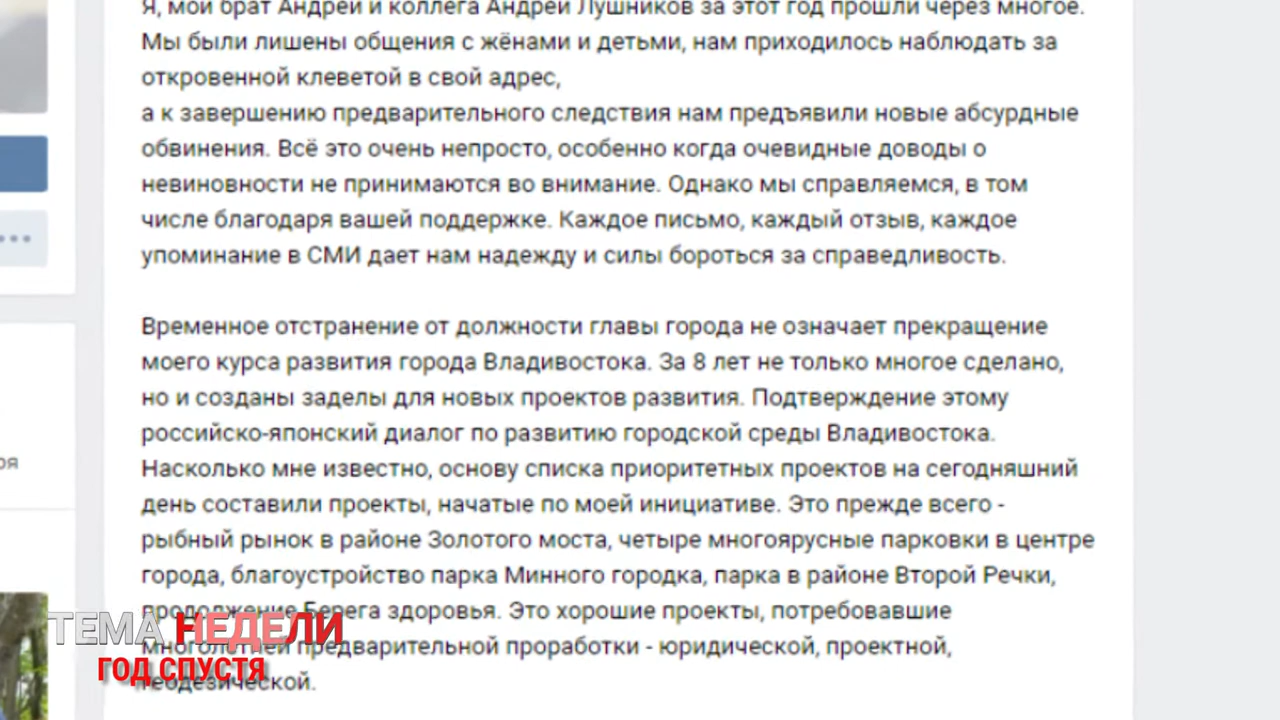 Я, мой брат Андрей и коллега Андрей Лушников за этот год прошли через многое.
Мы были лишены общения с жёнами и детьми, нам приходилось наблюдать за
откровенной клеветой в свой адрес,
а к завершению предварительного следствия нам предъявили новые абсурдные
обвинения. Всё это очень непросто, особенно когда очевидные доводы о
невиновности не принимаются во внимание. Однако мы справляемся, в том
числе благодаря вашей поддержке. Каждое письмо, каждый отзыв, каждое
упоминание в СМИ дает нам надежду и силы бороться за справедливость.
Временное отстранение от должности главы города не означает прекращение
моего курса развития города Владивостока. За 8 лет не только многое сделано,
но и созданы заделы для новых проектов развития. Подтверждение этому
российско-японский диалог по развитию городской среды Владивостока.
Насколько мне известно, основу списка приоритетных проектов на сегодняшний
день составили проекты, начатые по моей инициативе. Это прежде всего -
рыбный рынок в районе Золотого моста, четыре многоярусные парковки в центре
города, благоустройство парка Минного городка, парка в районе Второй Речки,
продолжение Берега здоровья. Это хорошие проекты, потребовавшие
многолетней предварительной проработки - юридической, проектной,
геодезической.
ря
ТЕМА НЕДЕЛИ
ГОД СПУСТЯ